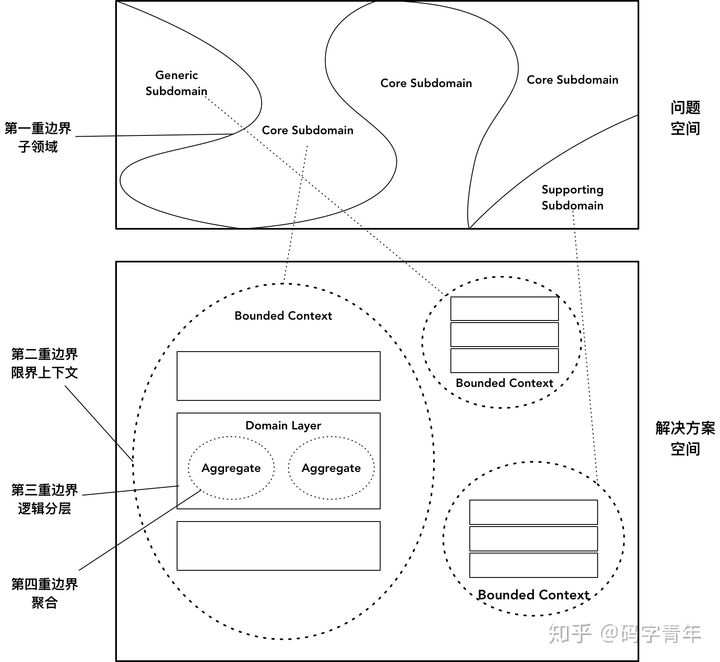 Generic
Subdomain
Core Subdomain
Core Subdomain
Core Subdomain
Supporting
Subdomain
问题
空间
第一重边界
子领域
Bounded Context
Domain Layer
Aggregate
Aggregate
第二重边界
限界上下文
第三重边界
逻辑分层
第四重边界
聚合
Bounded Context
Bounded Context
解决方案
空间
知乎 @码字青年